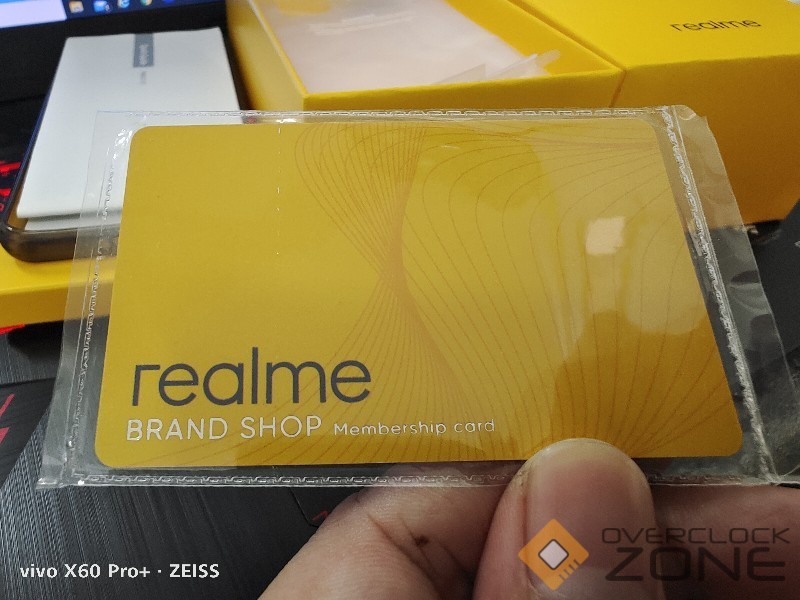 realme
realme
BRAND SHOP Membership card
OVERCLOCK
ZONE
vivo X60 Pro+ · ZEISS